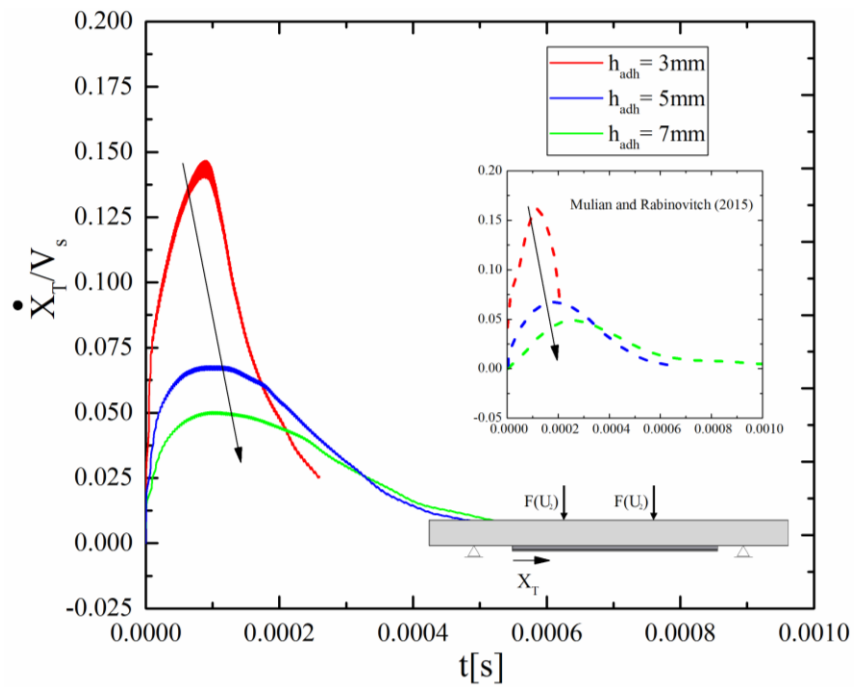 0.200
0.175
0.150
0.125
0.100
0.075
0.050
0.025
0.000
-0.025
Ẋ_T/V_s
h_adh= 3mm
h_adh= 5mm
h_adh= 7mm
0.20
0.15
0.10
0.05
0.00
-0.05
Mulian and Rabinovitch (2015)
0.0000 0.0002 0.0004 0.0006 0.0008 0.0010
F(U_2) F(U_2)
X_T
0.0000 0.0002 0.0004 0.0006 0.0008 0.0010
t[s]